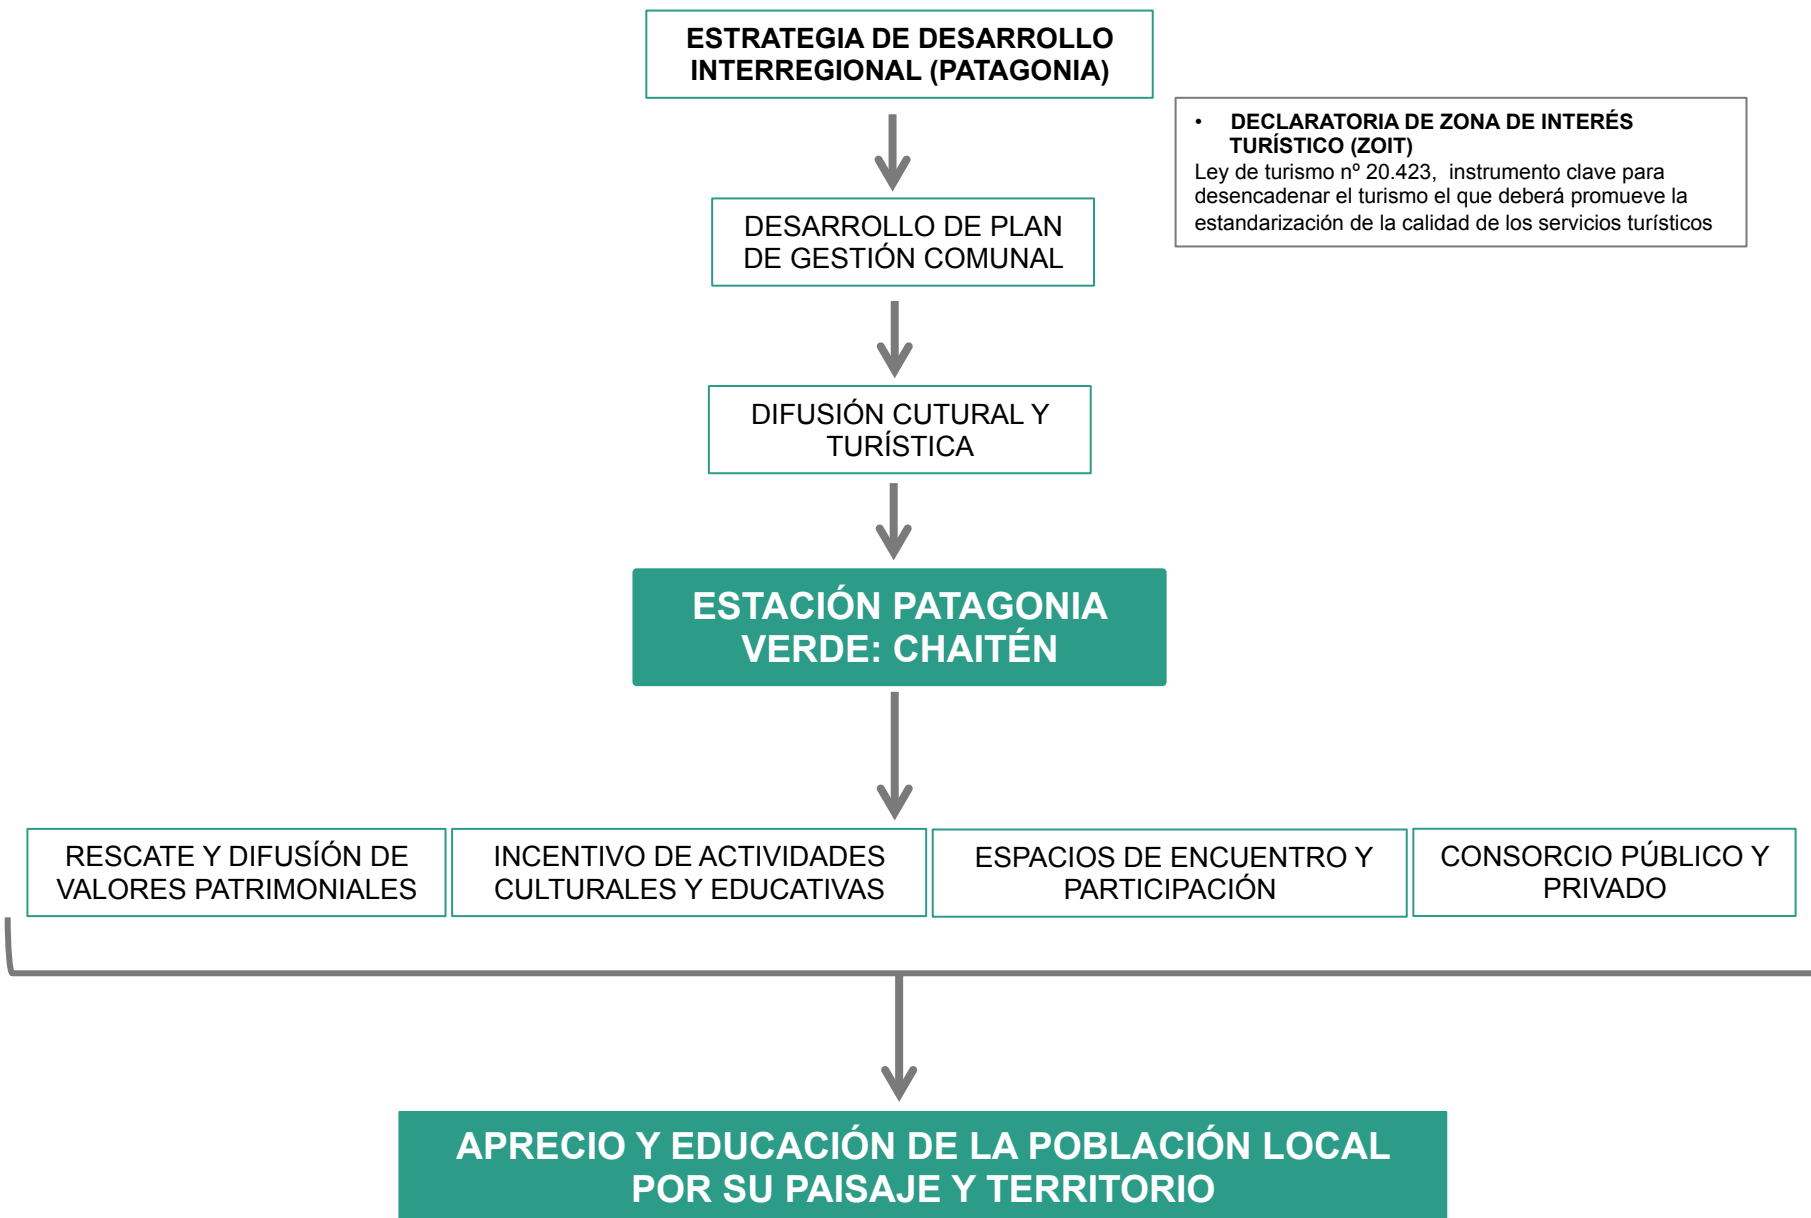 ESTRATEGIA DE DESARROLLO
INTERREGIONAL (PATAGONIA)
• DECLARATORIA DE ZONA DE INTERÉS
TURÍSTICO (ZOIT)
Ley de turismo nº 20.423, instrumento clave para
desencadenar el turismo el que deberá promueve la
estandarización de la calidad de los servicios turísticos
DESARROLLO DE PLAN
DE GESTIÓN COMUNAL
DIFUSIÓN CUTURAL Y
TURÍSTICA
ESTACIÓN PATAGONIA
VERDE: CHAITÉN
RESCATE Y DIFUSÍÓN DE
VALORES PATRIMONIALES
INCENTIVO DE ACTIVIDADES
CULTURALES Y EDUCATIVAS
ESPACIOS DE ENCUENTRO Y
PARTICIPACIÓN
CONSORCIO PÚBLICO Y
PRIVADO
APRECIO Y EDUCACIÓN DE LA POBLACIÓN LOCAL
POR SU PAISAJE Y TERRITORIO